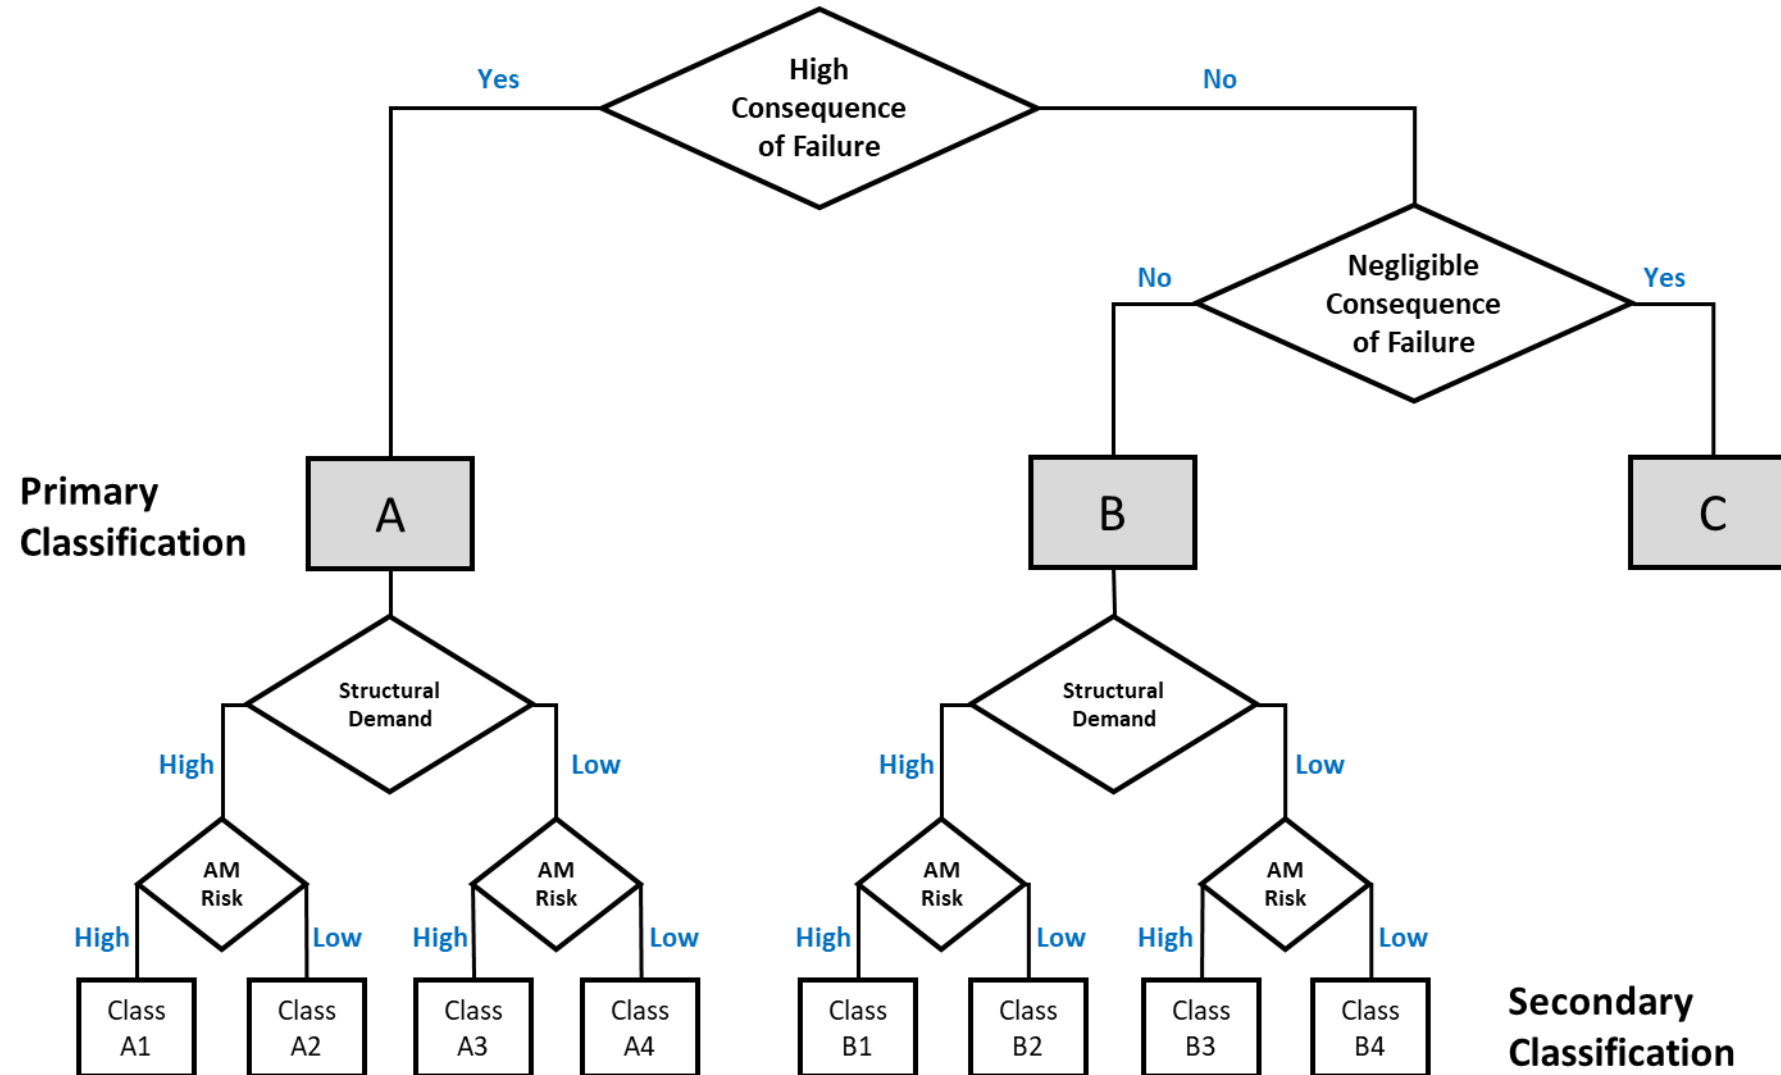 High
Consequence
of Failure
Yes
No
Negligible
Consequence
of Failure
No
Yes
Primary
Classification
A
B
C
Structural
Demand
Structural
Demand
High
Low
High
Low
AM
Risk
AM
Risk
AM
Risk
AM
Risk
High
Low
High
Low
High
Low
High
Low
Class
A1
Class
A2
Class
A3
Class
A4
Class
B1
Class
B2
Class
B3
Class
B4
Secondary
Classification